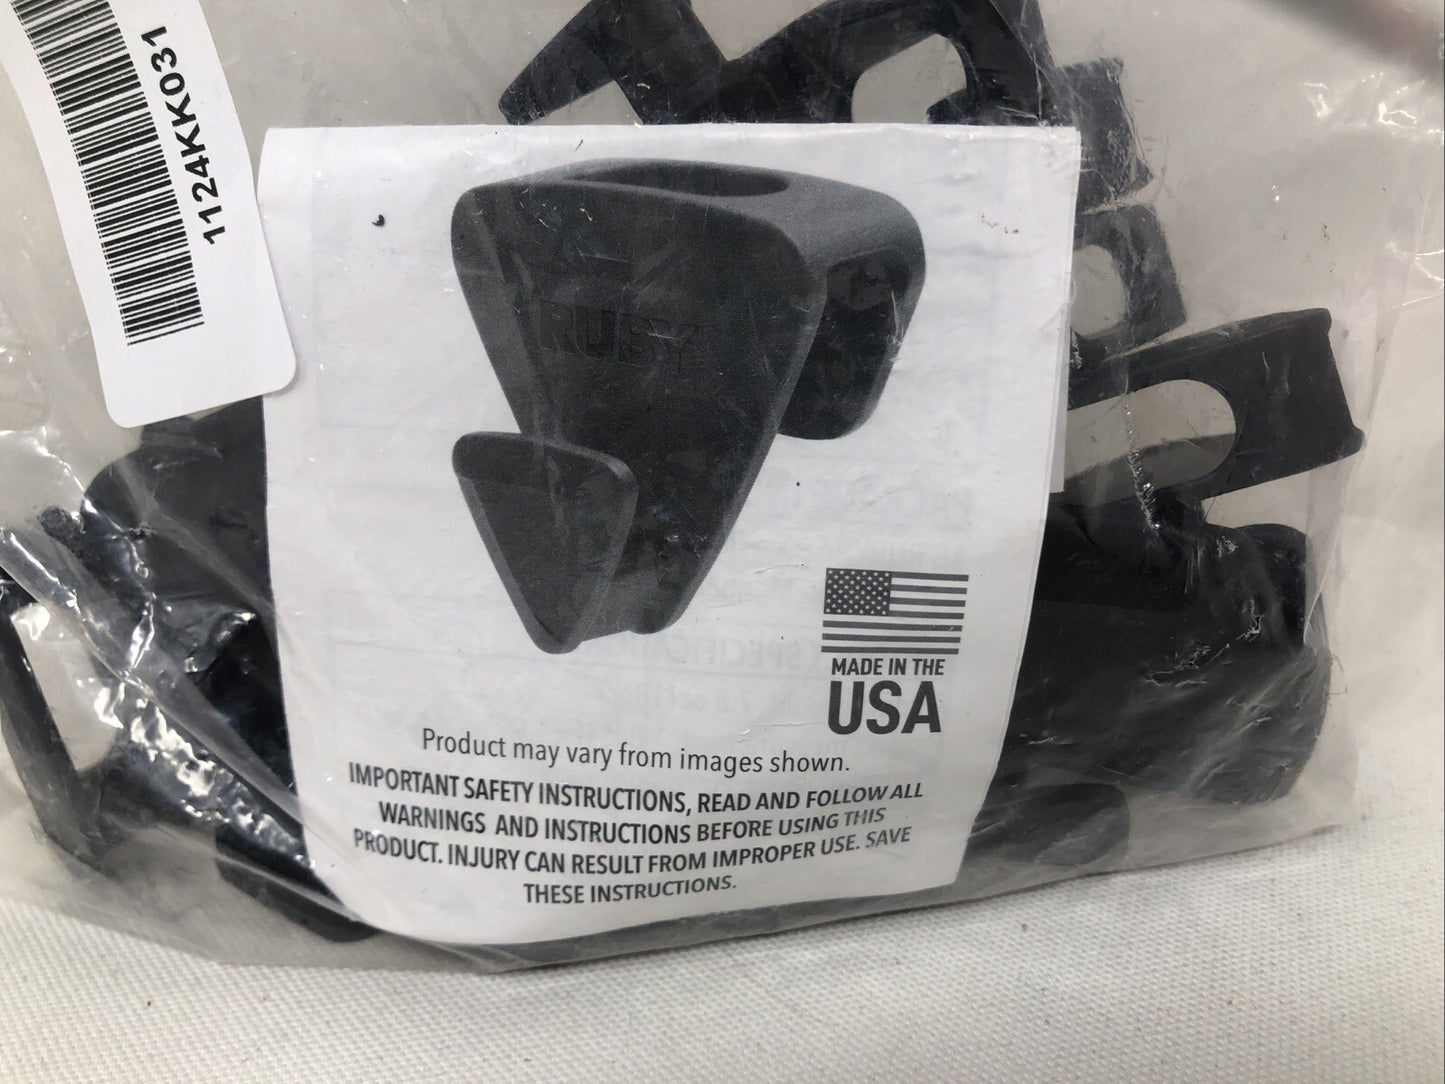 1124KK031
RUBY
MADE IN THE
USA
Product may vary from images shown.
IMPORTANT SAFETY INSTRUCTIONS, READ AND FOLLOW ALL
WARNINGS AND INSTRUCTIONS BEFORE USING THIS
PRODUCT. INJURY CAN RESULT FROM IMPROPER USE. SAVE
THESE INSTRUCTIONS.